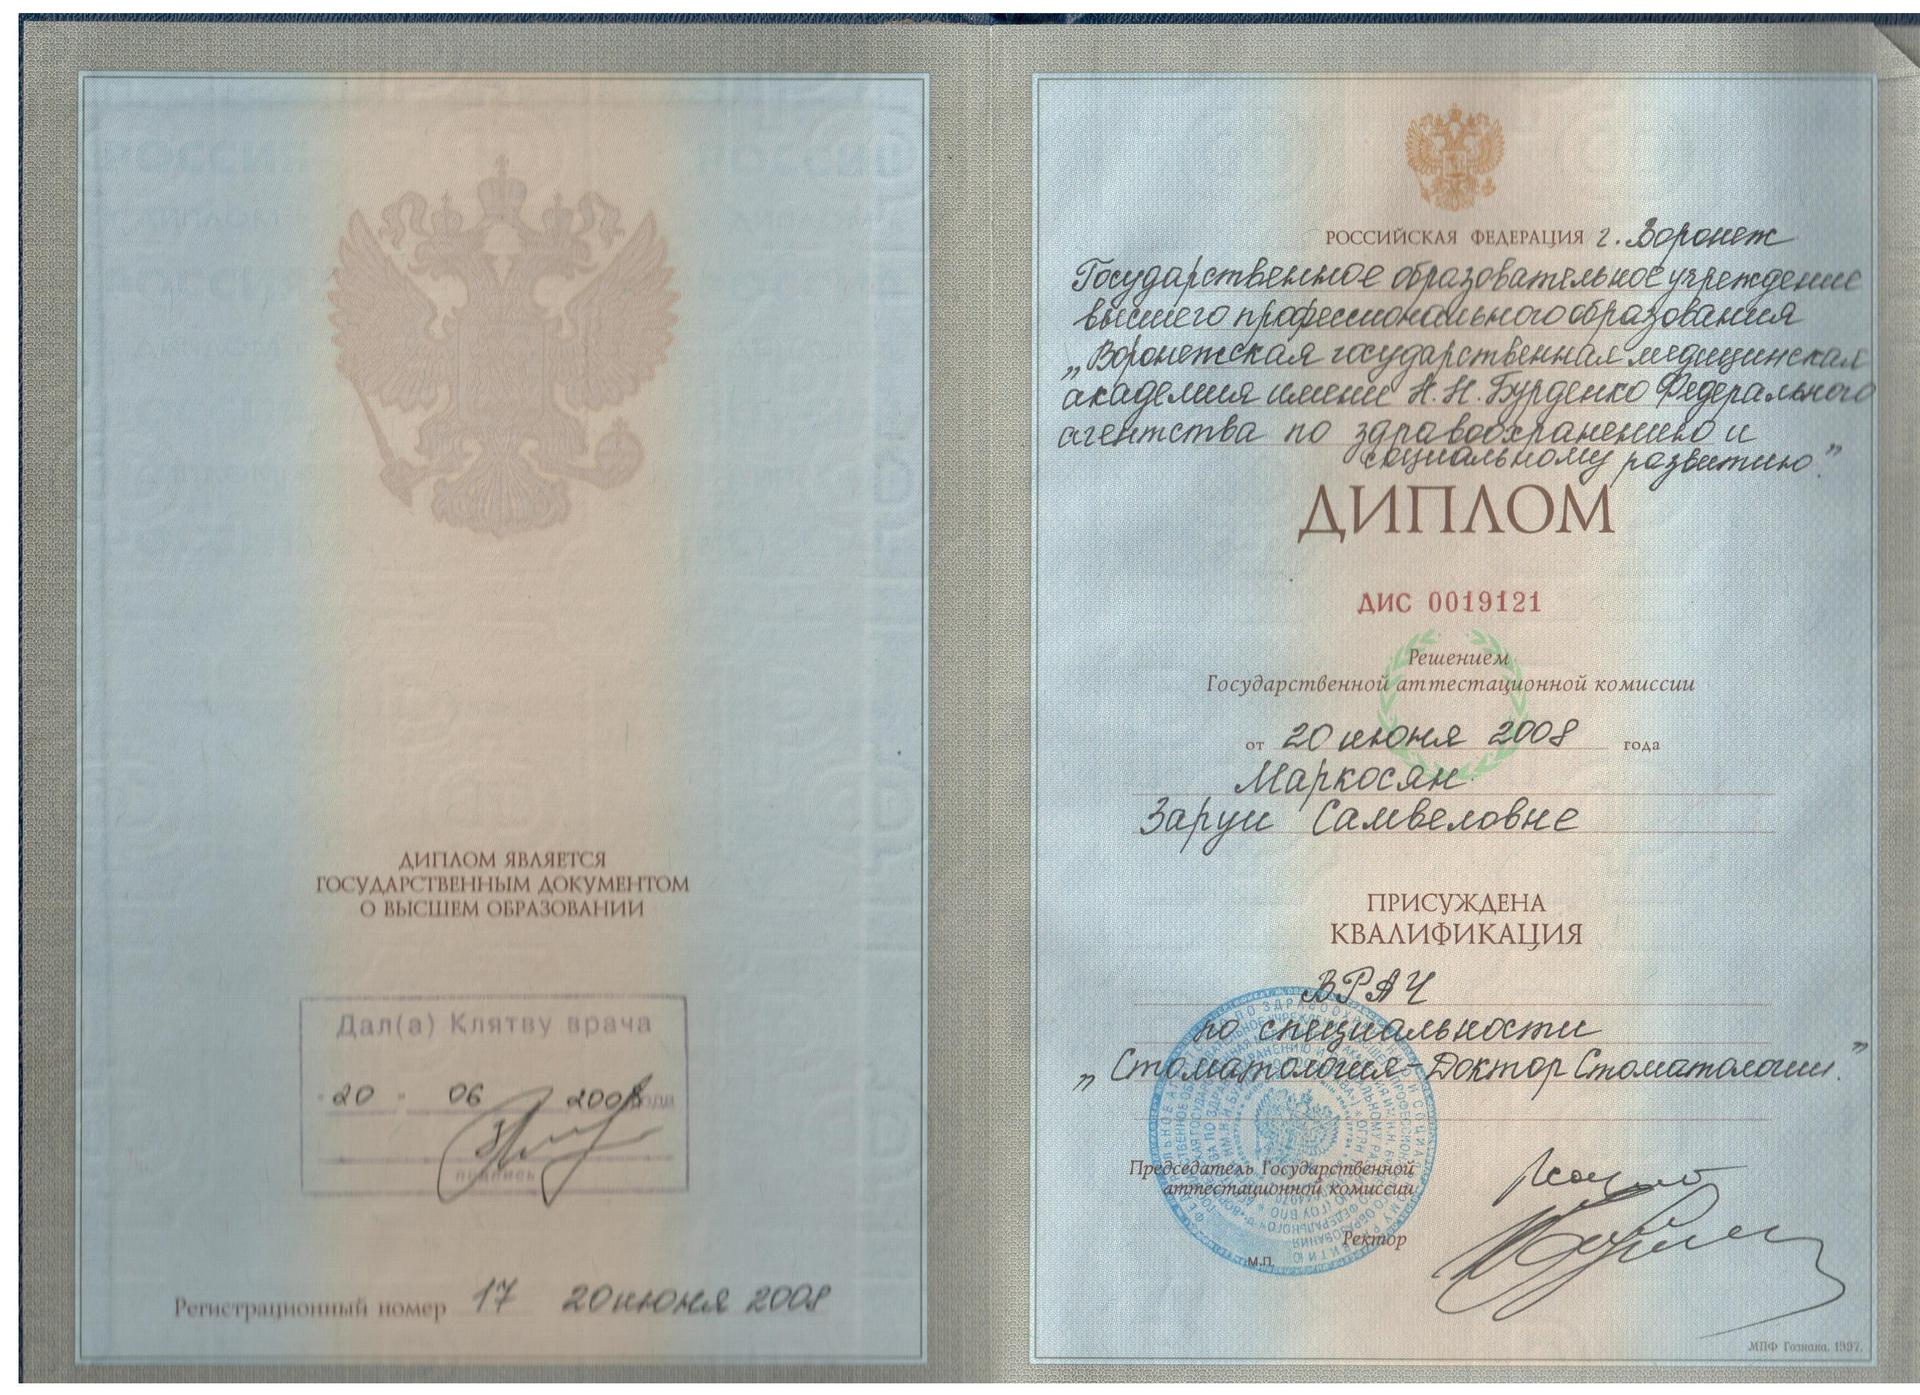 ДИПЛОМ ЯВЛЯЕТСЯ
ГОСУДАРСТВЕННЫМ ДОКУМЕНТОМ
О ВЫСШЕМ ОБРАЗОВАНИИ
Дал(а) Клятву врача
20 06 2008 года
подпись
Регистрационный номер 17 20 июня 2008
РОССИЙСКАЯ ФЕДЕРАЦИЯ г. Воронеж
Государственное образовательное учреждение
высшего профессионального образования
„Воронежская государственная медицинская
академия имени Н.Н. Бурденко Федерального
агентства по здравоохранению и
социальному развитию"
ДИПЛОМ
ДИС 0019121
Решением
Государственной аттестационной комиссии
от 20 июня 2008 года
Маркосян
Заруи Самвеловне
ПРИСУЖДЕНА
КВАЛИФИКАЦИЯ
ВРАЧ
по специальности
„Стоматология-Доктор Стоматологии."
Председатель Государственной
аттестационной комиссии
Ректор
М.П.
МПФ Гознака. 1997.